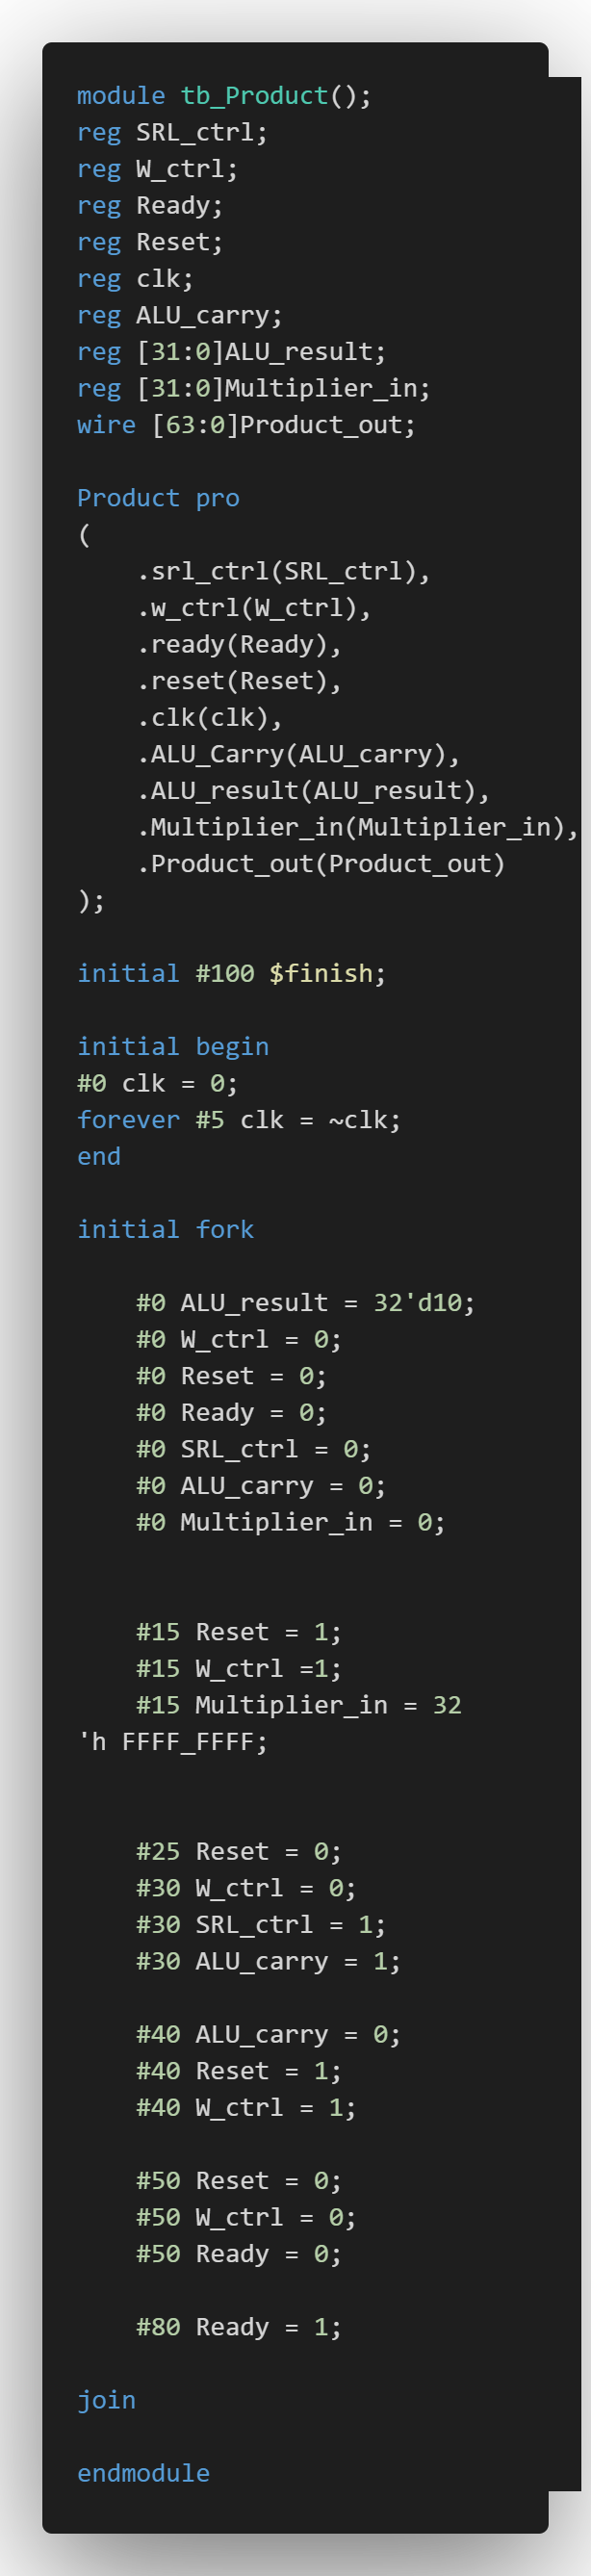 module tb_Product();
reg SRL_ctrl;
reg W_ctrl;
reg Ready;
reg Reset;
reg clk;
reg ALU_carry;
reg [31:0]ALU_result;
reg [31:0]Multiplier_in;
wire [63:0]Product_out;
Product pro
(
.srl_ctrl(SRL_ctrl),
.w_ctrl(W_ctrl),
.ready(Ready),
.reset(Reset),
.clk(clk),
.ALU_Carry(ALU_carry),
.ALU_result(ALU_result),
.Multiplier_in(Multiplier_in),
.Product_out(Product_out)
);
initial #100 $finish;
initial begin
#0 clk = 0;
forever #5 clk = ~clk;
end
initial fork
#0 ALU_result = 32'd10;
#0 W_ctrl = 0;
#0 Reset = 0;
#0 Ready = 0;
#0 SRL_ctrl = 0;
#0 ALU_carry = 0;
#0 Multiplier_in = 0;
#15 Reset = 1;
#15 W_ctrl =1;
#15 Multiplier_in = 32
'h FFFF_FFFF;
#25 Reset = 0;
#30 W_ctrl = 0;
#30 SRL_ctrl = 1;
#30 ALU_carry = 1;
#40 ALU_carry = 0;
#40 Reset = 1;
#40 W_ctrl = 1;
#50 Reset = 0;
#50 W_ctrl = 0;
#50 Ready = 0;
#80 Ready = 1;
join
endmodule